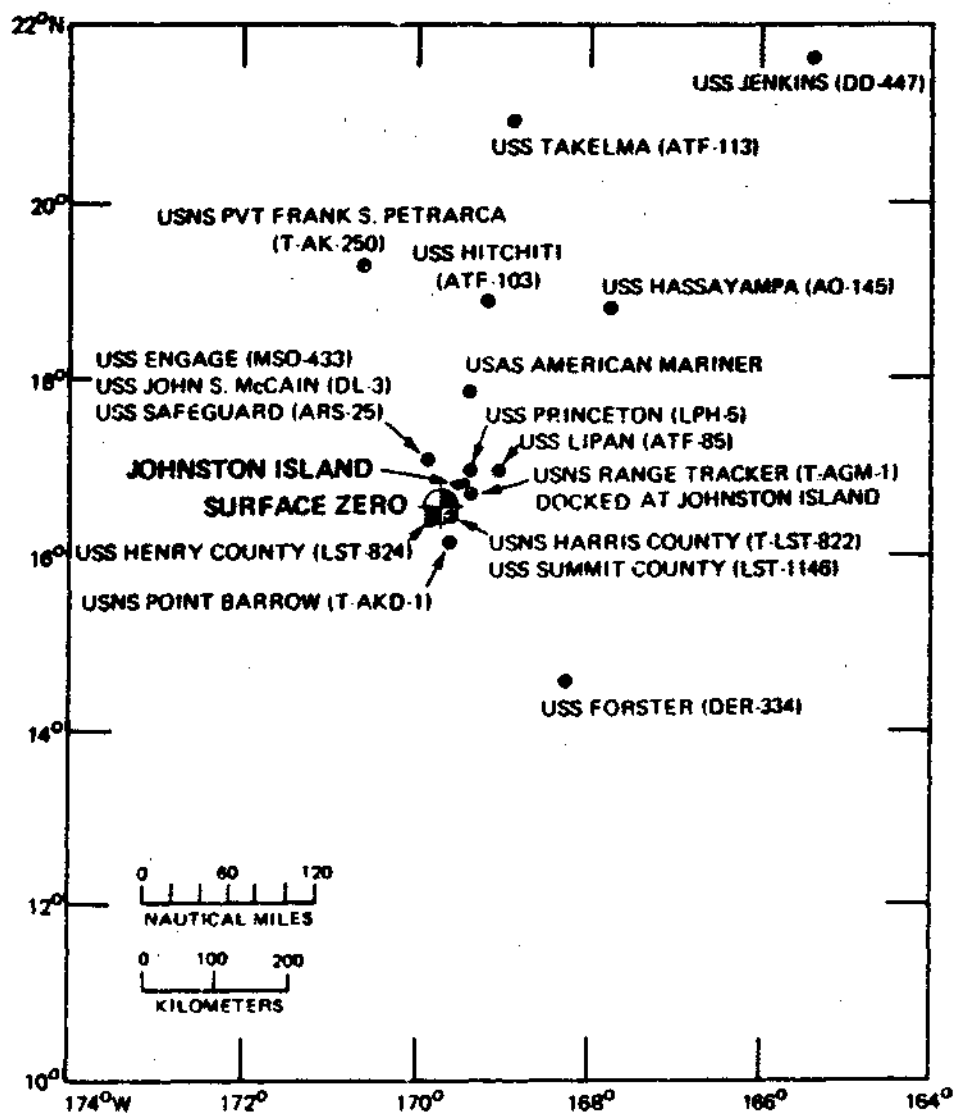 22°N
USS JENKINS (DD-447)
USS TAKELMA (ATF-113)
20°
USNS PVT FRANK S. PETRARCA
(T-AK-250)
USS HITCHITI
(ATF-103)
USS HASSAYAMPA (AO-145)
USS ENGAGE (MSO-433)
USS JOHN S. McCAIN (DL-3)
USS SAFEGUARD (ARS-25)
18°
USAS AMERICAN MARINER
USS PRINCETON (LPH-5)
USS LIPAN (ATF-85)
JOHNSTON ISLAND
USNS RANGE TRACKER (T-AGM-1)
DOCKED AT JOHNSTON ISLAND
SURFACE ZERO
USS HENRY COUNTY (LST-824)
16°
USNS HARRIS COUNTY (T-LST-822)
USS SUMMIT COUNTY (LST-1146)
USNS POINT BARROW (T-AKD-1)
USS FORSTER (DER-334)
14°
0 60 120
NAUTICAL MILES
12°
0 100 200
KILOMETERS
10°
174°W 172° 170° 168° 166° 164°